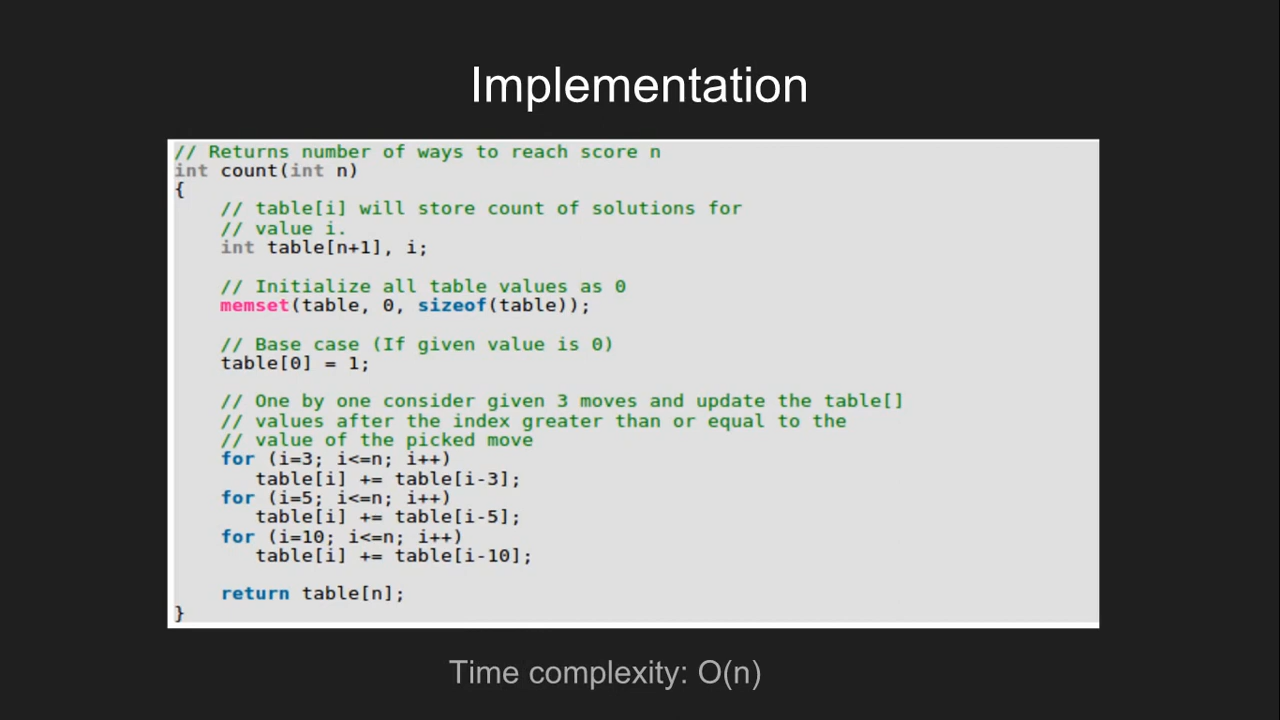 Implementation
// Returns number of ways to reach score n
int count(int n)
{
    // table[i] will store count of solutions for
    // value i.
    int table[n+1], i;
    // Initialize all table values as 0
    memset(table, 0, sizeof(table));
    // Base case (If given value is 0)
    table[0] = 1;
    // One by one consider given 3 moves and update the table[]
    // values after the index greater than or equal to the
    // value of the picked move
    for (i=3; i<=n; i++)
       table[i] += table[i-3];
    for (i=5; i<=n; i++)
       table[i] += table[i-5];
    for (i=10; i<=n; i++)
       table[i] += table[i-10];
    return table[n];
}
Time complexity: O(n)